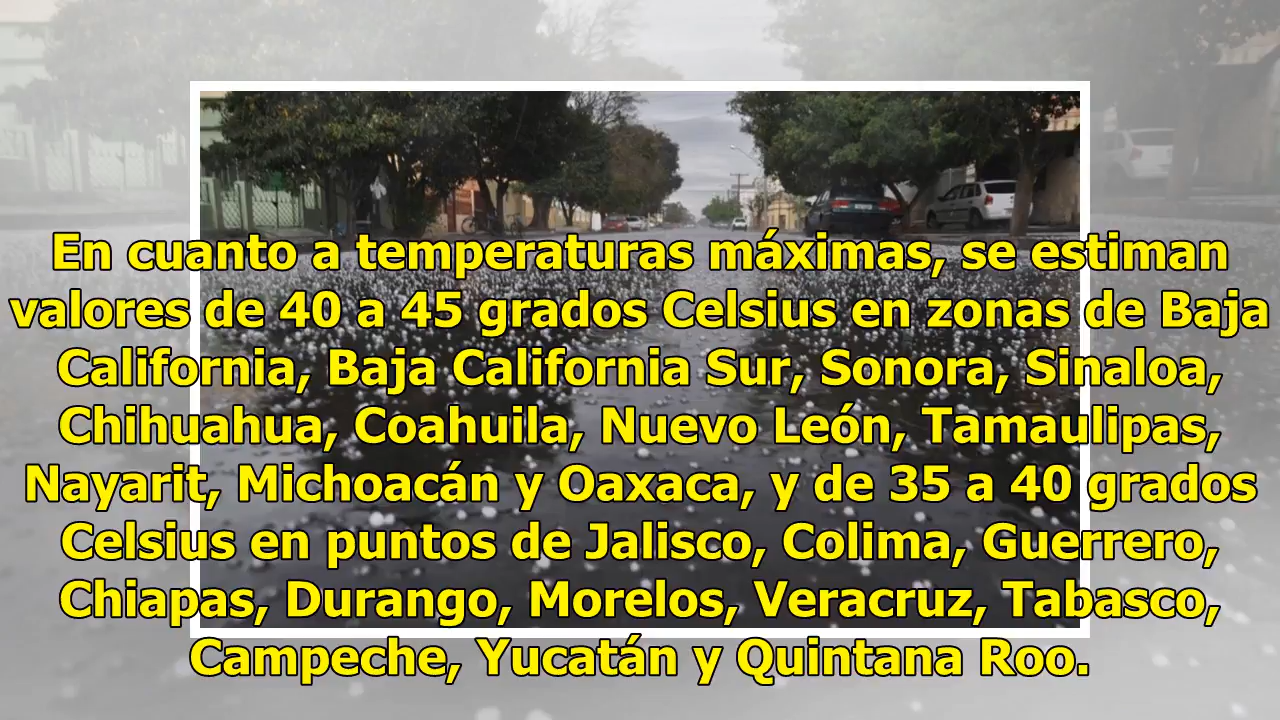 En cuanto a temperaturas máximas, se estiman
valores de 40 a 45 grados Celsius en zonas de Baja
California, Baja California Sur, Sonora, Sinaloa,
Chihuahua, Coahuila, Nuevo León, Tamaulipas,
Nayarit, Michoacán y Oaxaca, y de 35 a 40 grados
Celsius en puntos de Jalisco, Colima, Guerrero,
Chiapas, Durango, Morelos, Veracruz, Tabasco,
Campeche, Yucatán y Quintana Roo.